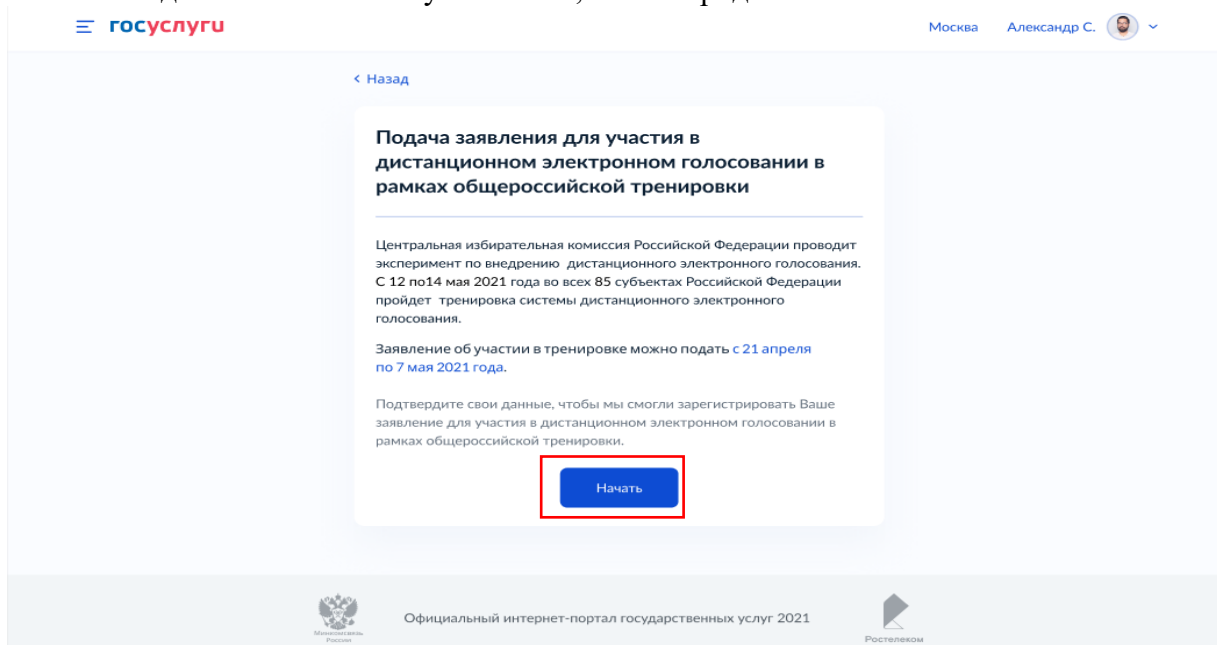 госуслуги
Москва Александр С.
Назад
Подача заявления для участия в
дистанционном электронном голосовании в
рамках общероссийской тренировки
Центральная избирательная комиссия Российской Федерации проводит
эксперимент по внедрению дистанционного электронного голосования.
С 12 по14 мая 2021 года во всех 85 субъектах Российской Федерации
пройдет тренировка системы дистанционного электронного
голосования.
Заявление об участии в тренировке можно подать с 21 апреля
по 7 мая 2021 года.
Подтвердите свои данные, чтобы мы смогли зарегистрировать Ваше
заявление для участия в дистанционном электронном голосовании в
рамках общероссийской тренировки.
Начать
Минкомсвязь
России
Официальный интернет-портал государственных услуг 2021
Ростелеком